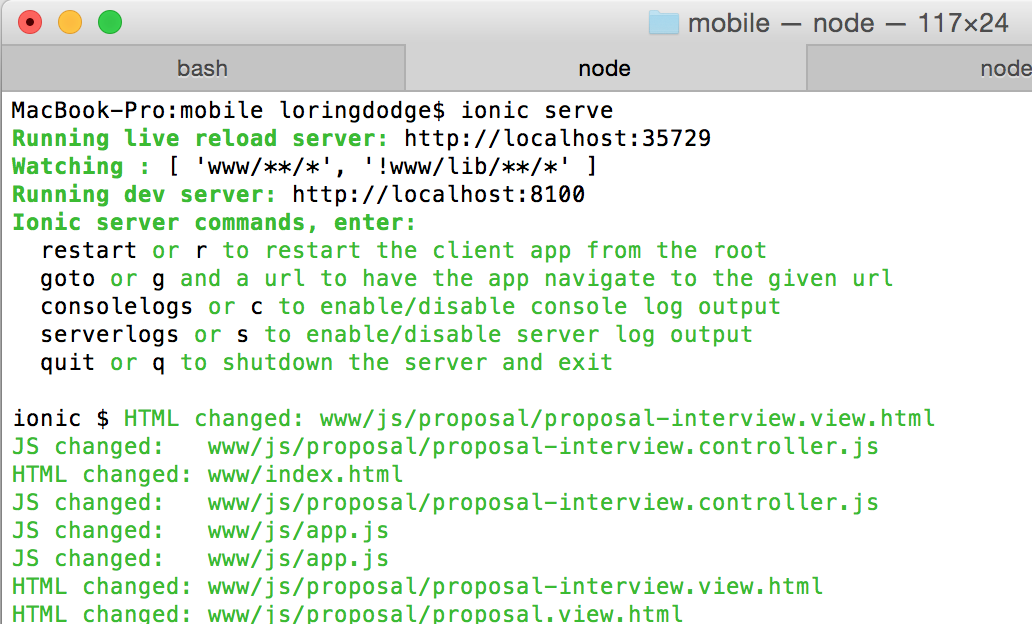 mobile — node — 117×24
bash node node
MacBook-Pro:mobile loringdodge$ ionic serve
Running live reload server: http://localhost:35729
Watching : [ 'www/**/*', '!www/lib/**/*' ]
Running dev server: http://localhost:8100
Ionic server commands, enter:
  restart or r to restart the client app from the root
  goto or g and a url to have the app navigate to the given url
  consolelogs or c to enable/disable console log output
  serverlogs or s to enable/disable server log output
  quit or q to shutdown the server and exit
ionic $ HTML changed: www/js/proposal/proposal-interview.view.html
JS changed:   www/js/proposal/proposal-interview.controller.js
HTML changed: www/index.html
JS changed:   www/js/proposal/proposal-interview.controller.js
JS changed:   www/js/app.js
JS changed:   www/js/app.js
HTML changed: www/js/proposal/proposal-interview.view.html
HTML changed: www/js/proposal/proposal.view.html